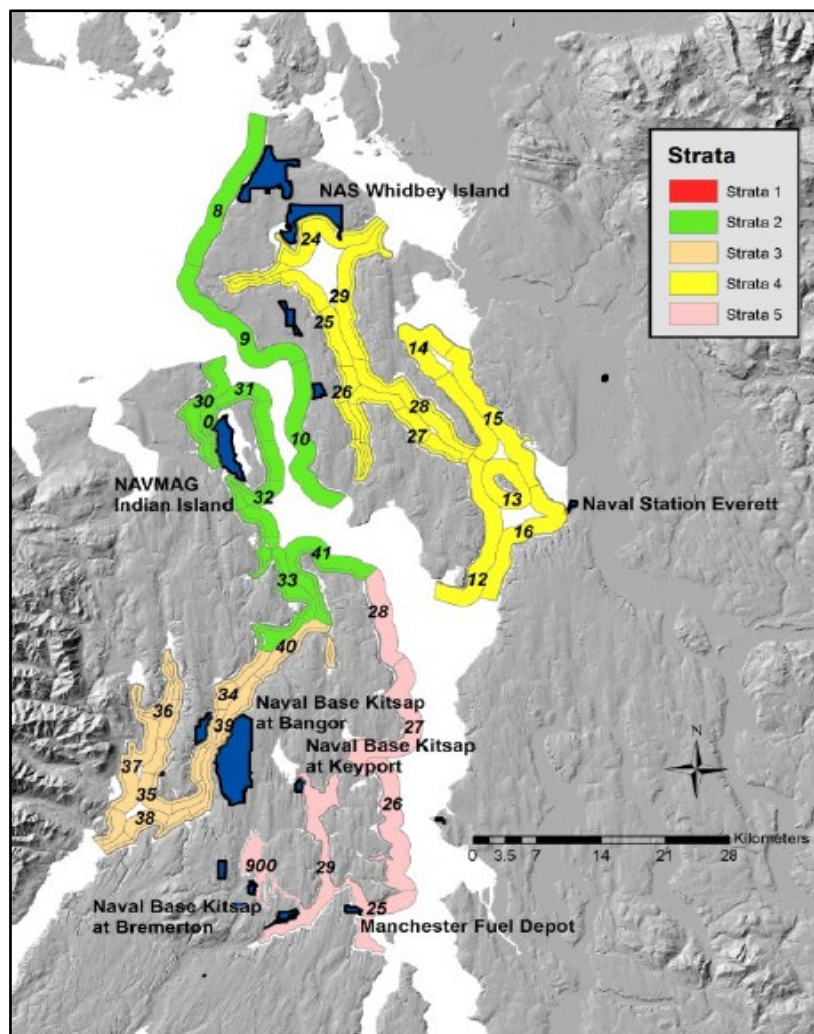 NAS Whidbey Island
Strata
Strata 1
Strata 2
Strata 3
Strata 4
Strata 5
8
24
29
9
25
14
26
28
15
30
31
0
10
27
NAVMAG
Indian Island
32
13
Naval Station Everett
16
41
12
33
28
40
34
36
Naval Base Kitsap
at Bangor
39
27
Naval Base Kitsap
at Keyport
37
35
26
38
N
Kilometers
0 3.5 7 14 21 28
900
29
Naval Base Kitsap
at Bremerton
25
Manchester Fuel Depot